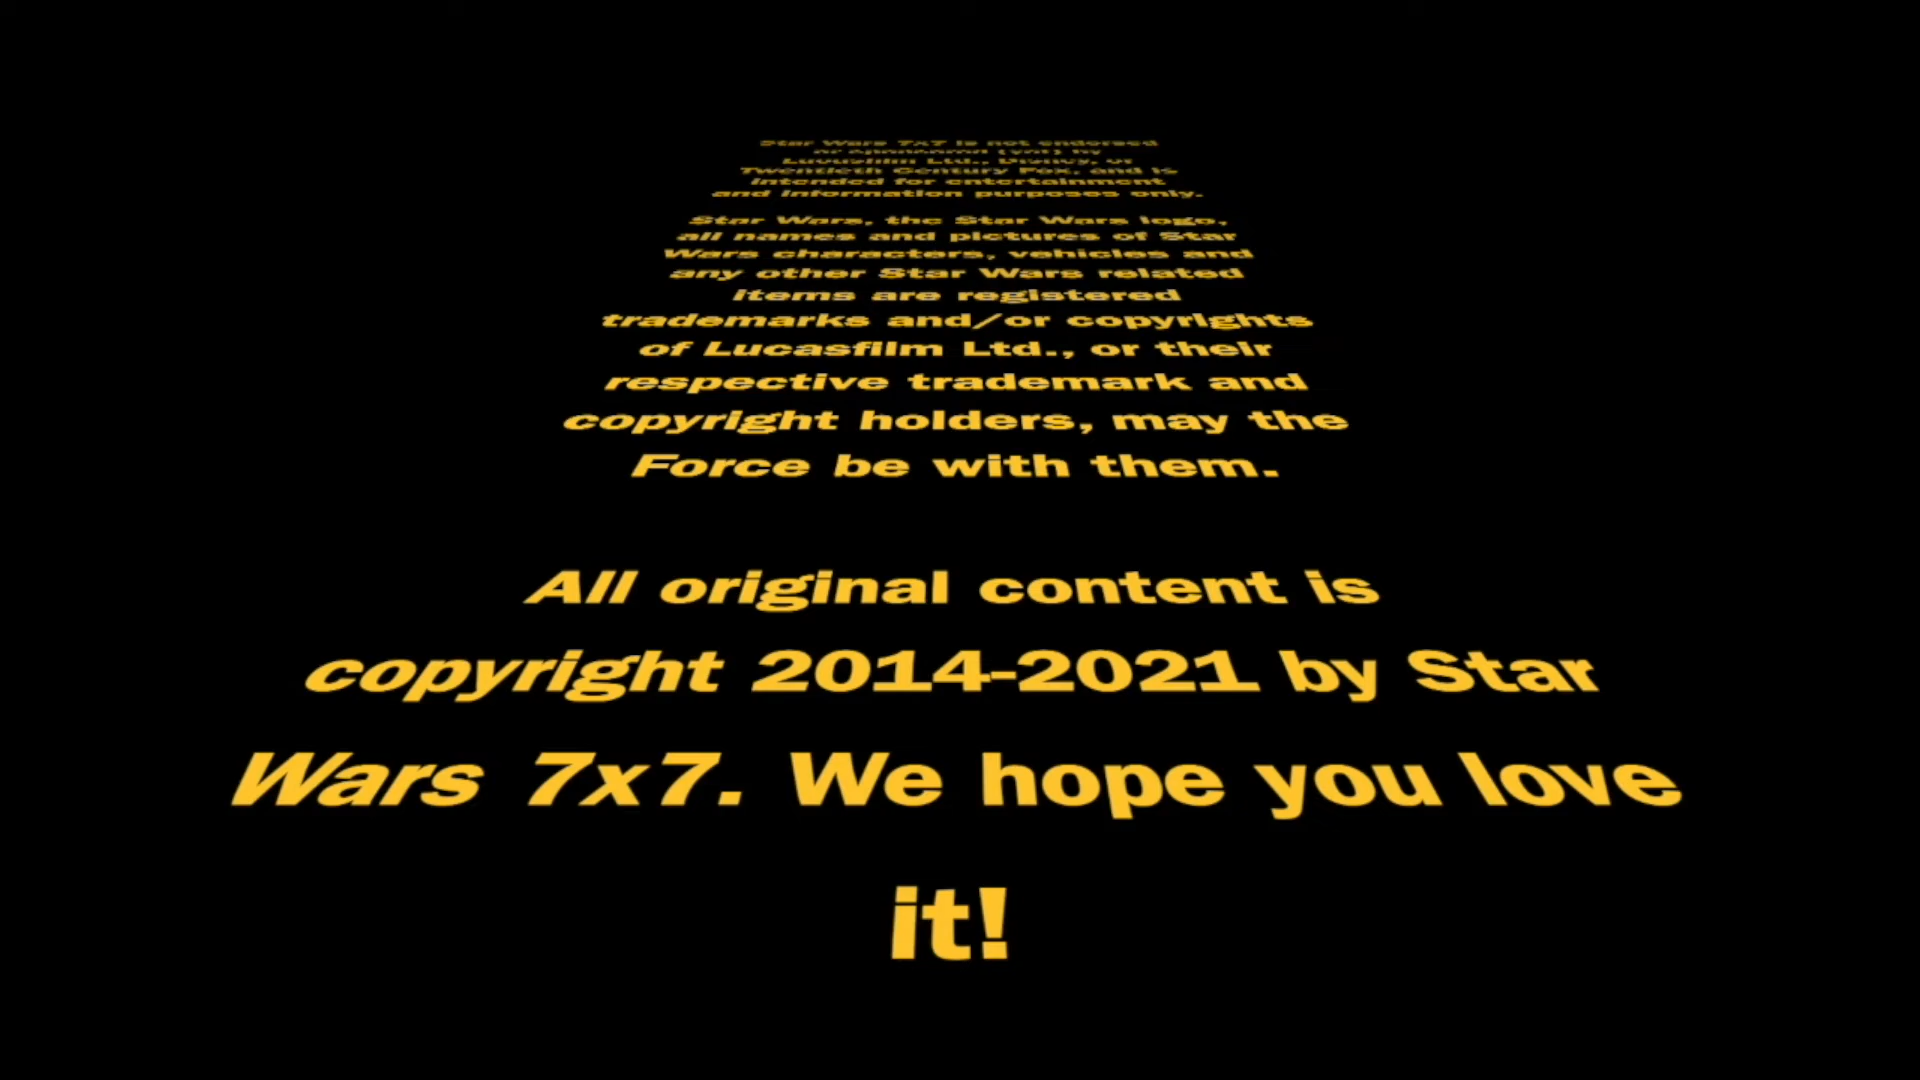 Star Wars 7x7 is not endorsed
or sponsored (yet) by
Lucasfilm Ltd., Disney, or
Twentieth Century Fox, and is
intended for entertainment
and information purposes only.
Star Wars, the Star Wars logo,
all names and pictures of Star
Wars characters, vehicles and
any other Star Wars related
items are registered
trademarks and/or copyrights
of Lucasfilm Ltd., or their
respective trademark and
copyright holders, may the
Force be with them.
All original content is
copyright 2014-2021 by Star
Wars 7x7. We hope you love
it!